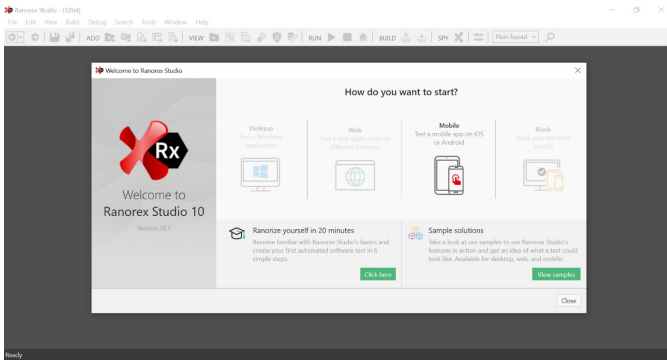 Ranorex Studio - (32bit)
File Edit View Build Debug Search Tools Window Help
ADD VIEW RUN BUILD SPY Plain layout
Welcome to Ranorex Studio
How do you want to start?
Desktop
Test a Windows
application
Web
Test a web application on
different browsers
Mobile
Test a mobile app on iOS
or Android
Blank
Build your test from
scratch
Rx
Welcome to
Ranorex Studio 10
Version 10.1
Ranorize yourself in 20 minutes
Become familiar with Ranorex Studio's basics and
create your first automated software test in 6
simple steps.
Click here
Sample solutions
Take a look at our samples to see Ranorex Studio's
features in action and get an idea of what a test could
look like. Available for desktop, web, and mobile.
View samples
Close
Ready